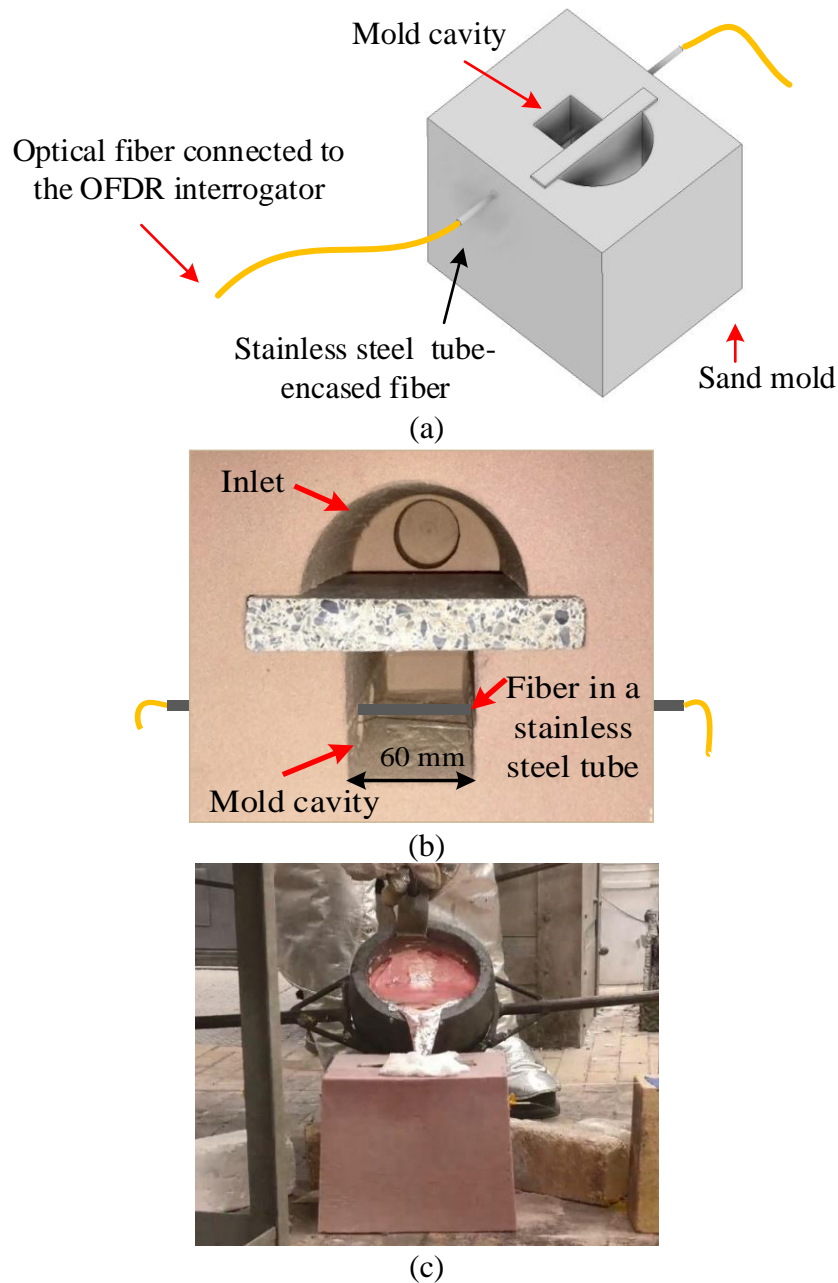 Mold cavity
Optical fiber connected to
the OFDR interrogator
Stainless steel tube-
encased fiber
Sand mold
(a)
Inlet
Fiber in a
stainless
steel tube
60 mm
Mold cavity
(b)
(c)